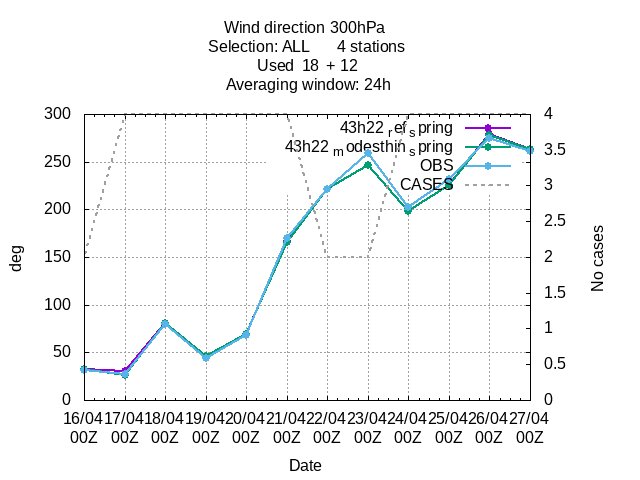 Wind direction 300hPa
Selection: ALL 4 stations
Used 18 + 12
Averaging window: 24h
300 4
43h22 ref spring
43h22 modesthin spring
OBS
CASES
250 3.5
200 3
150 2.5
100 2
50 1.5
0 1
0.5
0
deg
No cases
16/04 17/04 18/04 19/04 20/04 21/04 22/04 23/04 24/04 25/04 26/04 27/04
00Z 00Z 00Z 00Z 00Z 00Z 00Z 00Z 00Z 00Z 00Z 00Z
Date